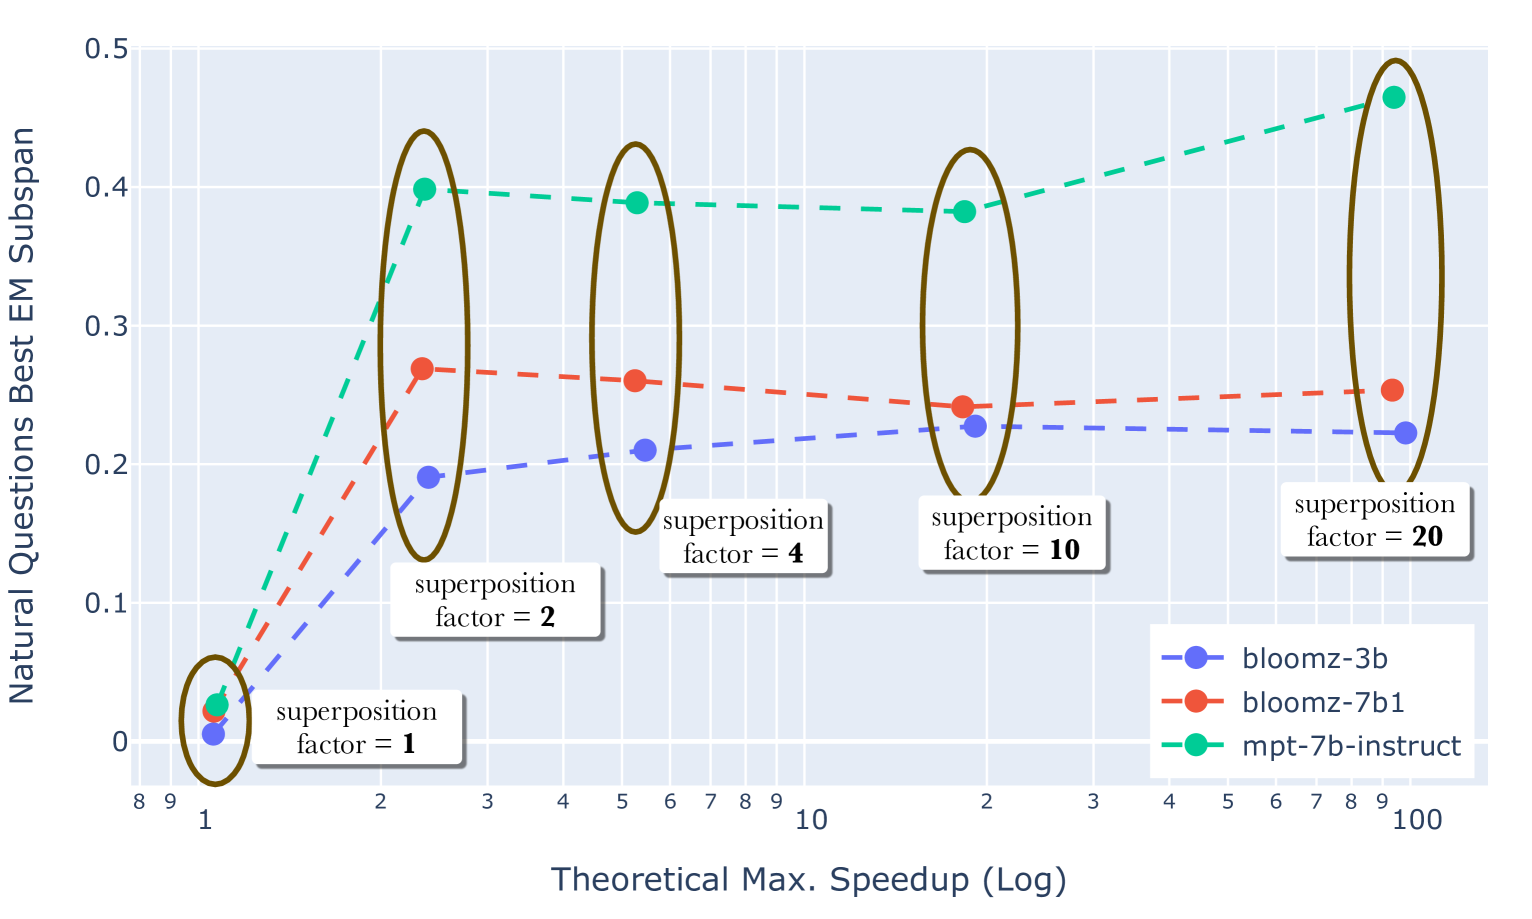 Natural Questions Best EM Subspan
0.5
0.4
0.3
0.2
0.1
0
superposition
factor = 1
superposition
factor = 2
superposition
factor = 4
superposition
factor = 10
superposition
factor = 20
bloomz-3b
bloomz-7b1
mpt-7b-instruct
8 9 2 3 4 5 6 7 8 9 2 3 4 5 6 7 8 9
1 10 100
Theoretical Max. Speedup (Log)